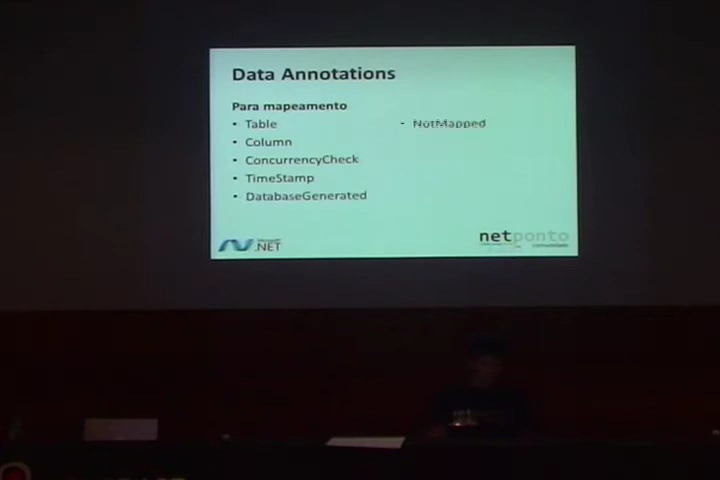 Data Annotations
Para mapeamento
• Table
• Column
• ConcurrencyCheck
• TimeStamp
• DatabaseGenerated
- NotMapped
.NET
netponto